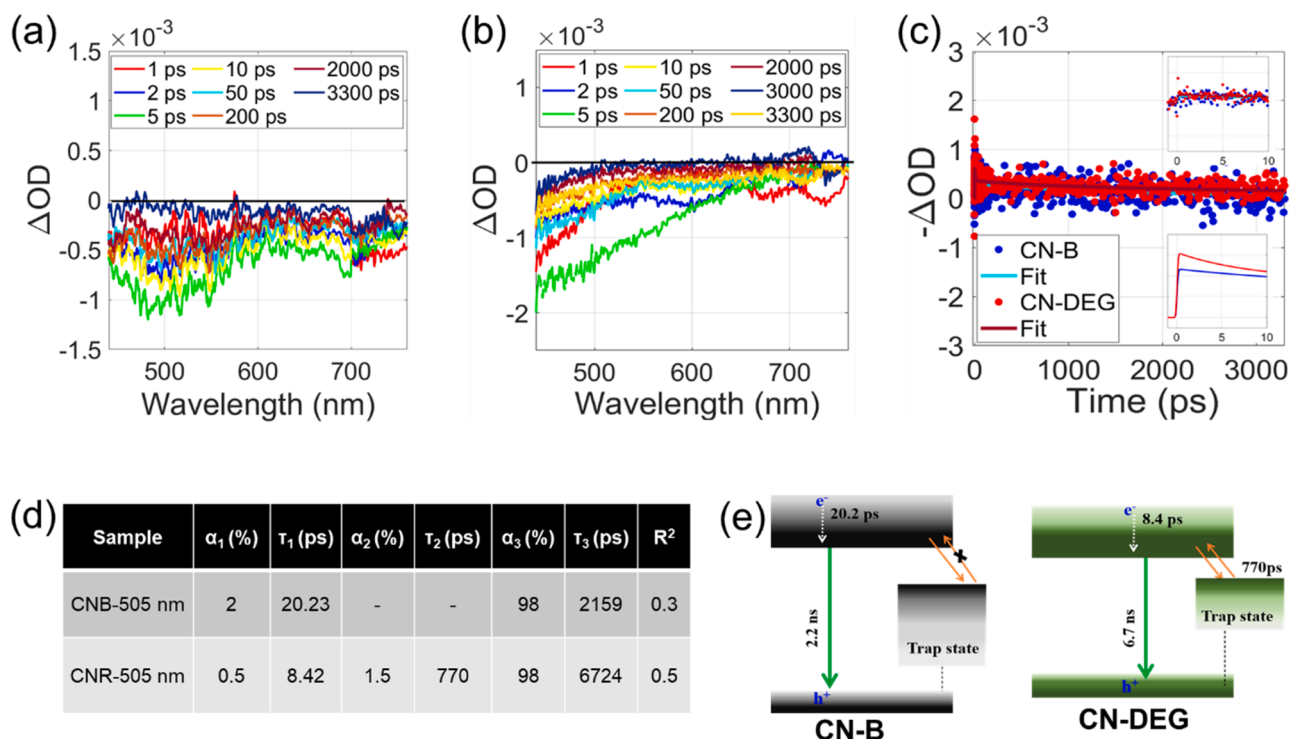 (a)
×10⁻³
1.5
1
0.5
0
-0.5
-1
-1.5
ΔOD
1 ps 10 ps 2000 ps
2 ps 50 ps 3300 ps
5 ps 200 ps
500 600 700
Wavelength (nm)
(b)
×10⁻³
1
0
-1
-2
ΔOD
1 ps 10 ps 2000 ps
2 ps 50 ps 3000 ps
5 ps 200 ps 3300 ps
500 600 700
Wavelength (nm)
(c)
×10⁻³
3
2
1
0
-1
-2
-3
-ΔOD
0 5 10
CN-B
Fit
CN-DEG
Fit
0 5 10
0 1000 2000 3000
Time (ps)
(d)
Sample α₁ (%) τ₁ (ps) α₂ (%) τ₂ (ps) α₃ (%) τ₃ (ps) R²
CNB-505 nm 2 20.23 - - 98 2159 0.3
CNR-505 nm 0.5 8.42 1.5 770 98 6724 0.5
(e)
e⁻
20.2 ps
2.2 ns
Trap state
h⁺
CN-B
e⁻
8.4 ps
770ps
6.7 ns
Trap state
h⁺
CN-DEG